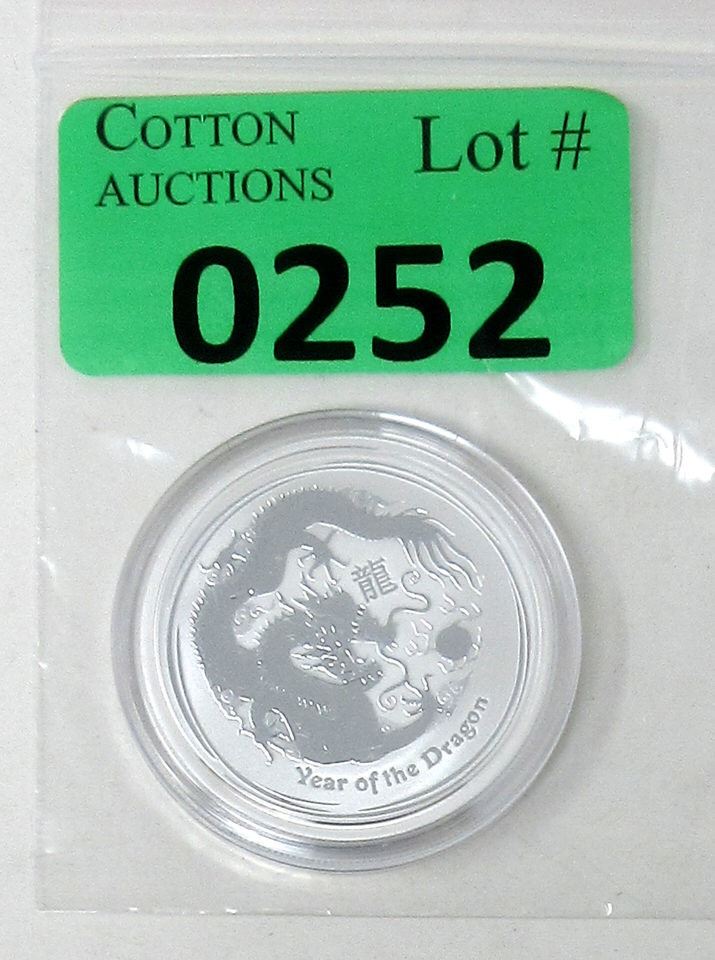 COTTON
AUCTIONS
Lot #
0252
龍
Year of the Dragon